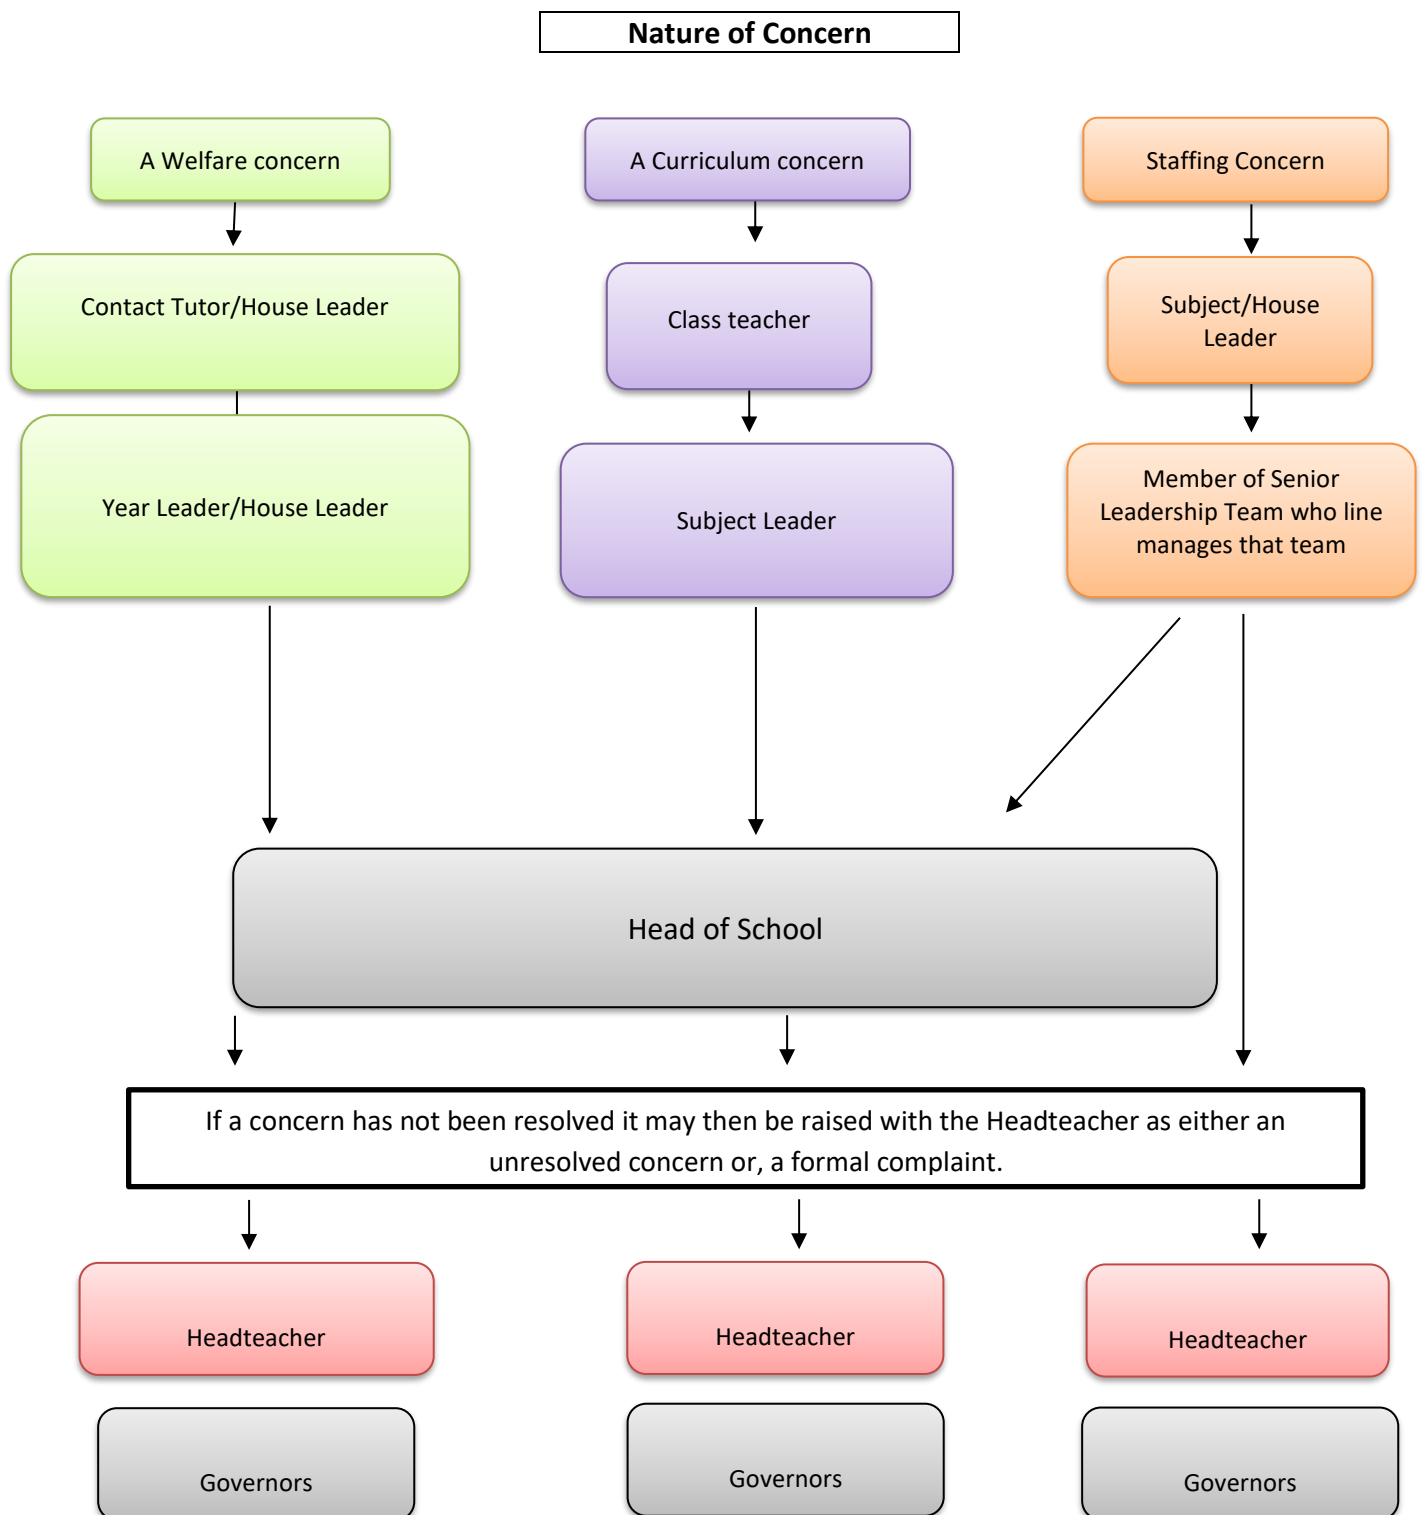 Nature of Concern
A Welfare concern
A Curriculum concern
Staffing Concern
Contact Tutor/House Leader
Class teacher
Subject/House
Leader
Year Leader/House Leader
Subject Leader
Member of Senior
Leadership Team who line
manages that team
Head of School
If a concern has not been resolved it may then be raised with the Headteacher as either an
unresolved concern or, a formal complaint.
Headteacher
Headteacher
Headteacher
Governors
Governors
Governors